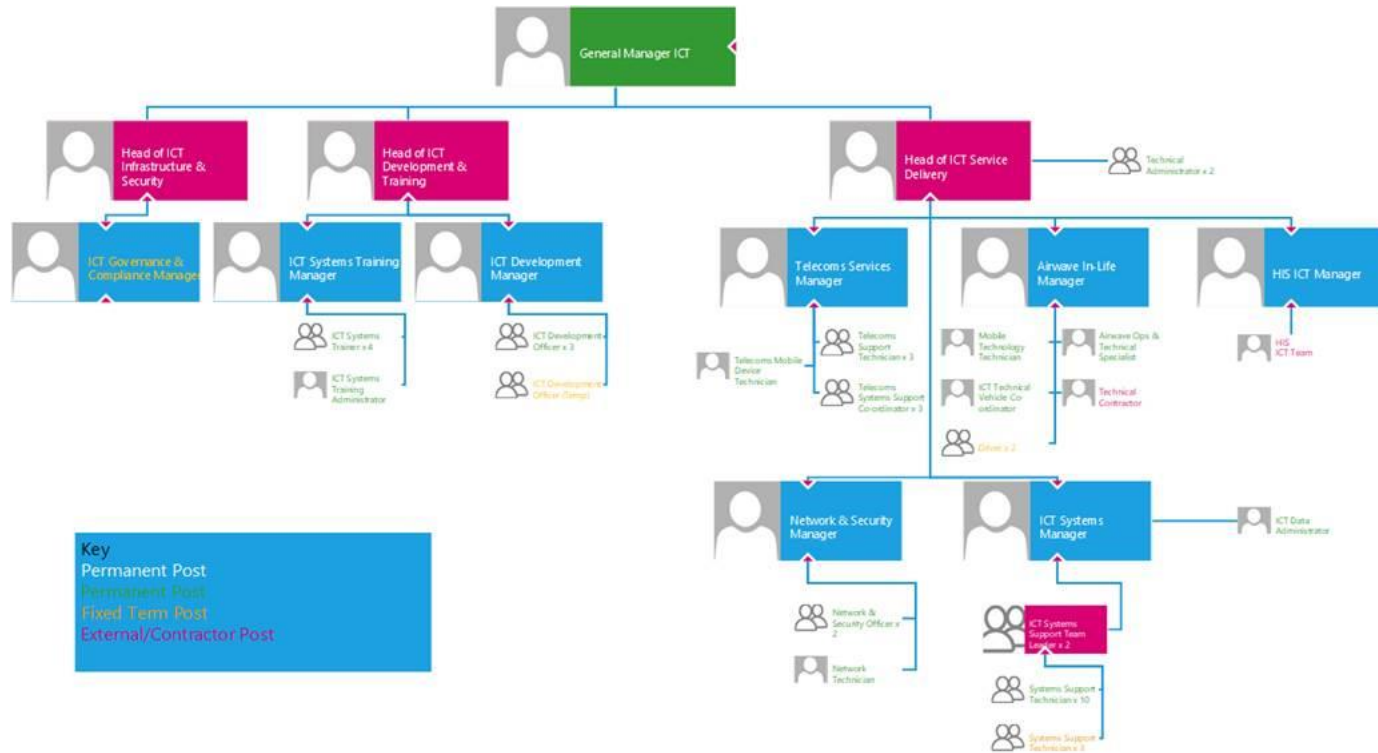 General Manager ICT
Head of ICT
Infrastructure &
Security
Head of ICT
Development &
Training
Head of ICT Service
Delivery
Technical
Administrator x 2
ICT Governance &
Compliance Manager
ICT Systems Training
Manager
ICT Development
Manager
Telecoms Services
Manager
Airwave In-Life
Manager
HIS ICT Manager
ICT Systems
Trainer x 4
ICT Systems
Training
Administrator
ICT Development
Officer x 3
ICT Development
Officer (Temp)
Telecoms Mobile
Device
Technician
Telecoms
Support
Technician x 3
Telecoms
Systems Support
Co-ordinator x 3
Mobile
Technology
Technician
ICT Technical
Vehicle Co-
ordinator
Driver x 2
Airwave Ops &
Technical
Specialist
Technical
Contractor
HIS
ICT Team
Network & Security
Manager
ICT Systems
Manager
ICT Data
Administrator
Network &
Security Officer x
2
Network
Technician
ICT Systems
Support Team
Leader x 2
Systems Support
Technician x 10
Systems Support
Technician x 3
Key
Permanent Post
Permanent Post
Fixed Term Post
External/Contractor Post